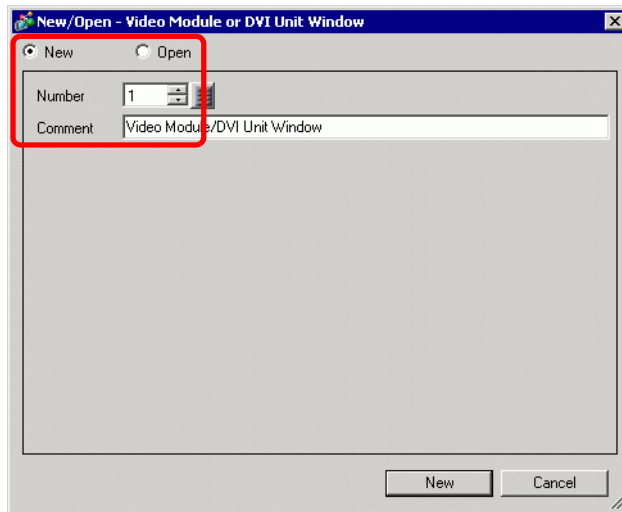 New/Open - Video Module or DVI Unit Window
New Open
Number 1
Comment Video Module/DVI Unit Window
New Cancel